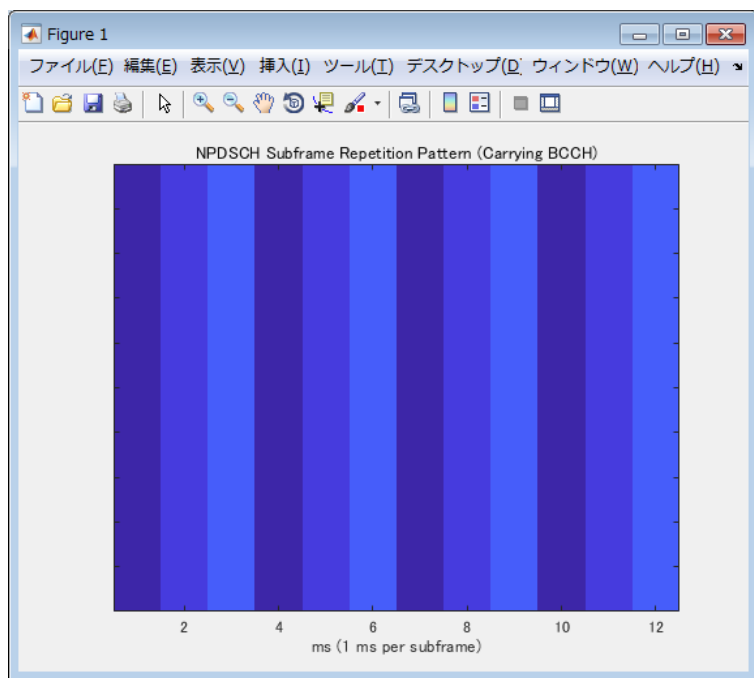 Figure 1
ファイル(F) 編集(E) 表示(V) 挿入(I) ツール(T) デスクトップ(D) ウィンドウ(W) ヘルプ(H)
NPDSCH Subframe Repetition Pattern (Carrying BCCH)
2 4 6 8 10 12
ms (1 ms per subframe)